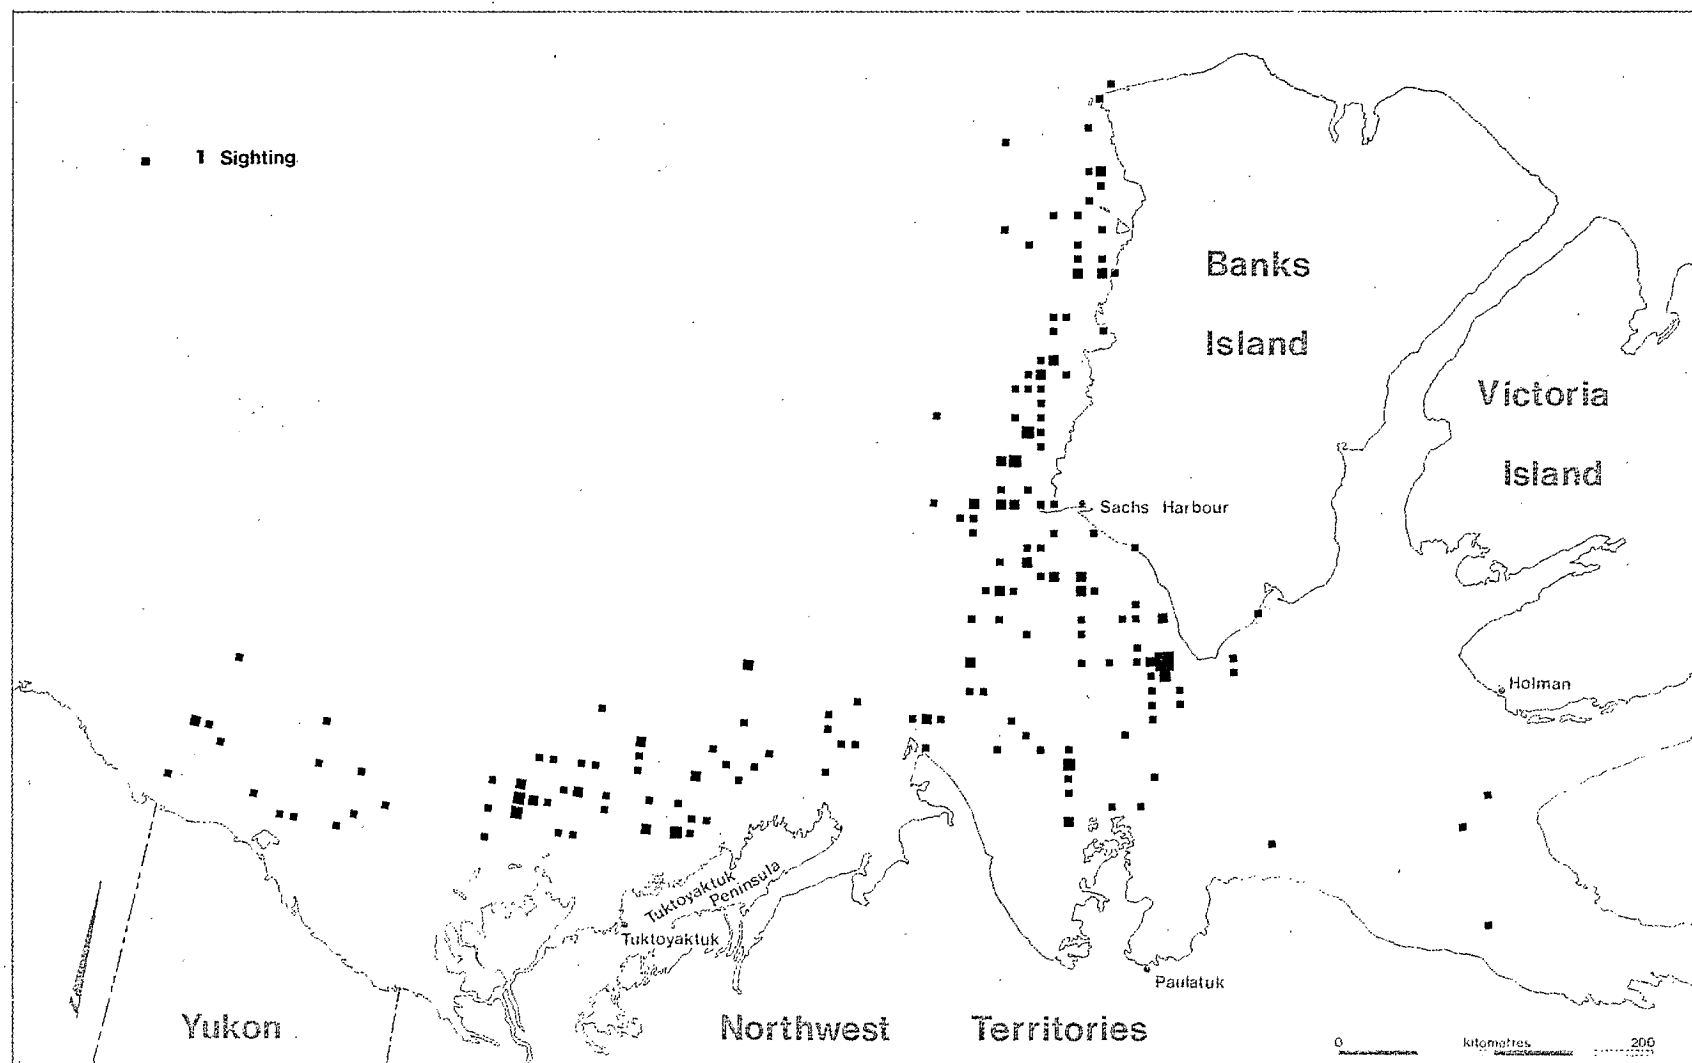 1 Sighting
Banks
Island
Victoria
Island
Sachs Harbour
Holman
Tuktoyaktuk
Peninsula
Tuktoyaktuk
Paulatuk
Yukon
Northwest Territories
0 kilometres 200